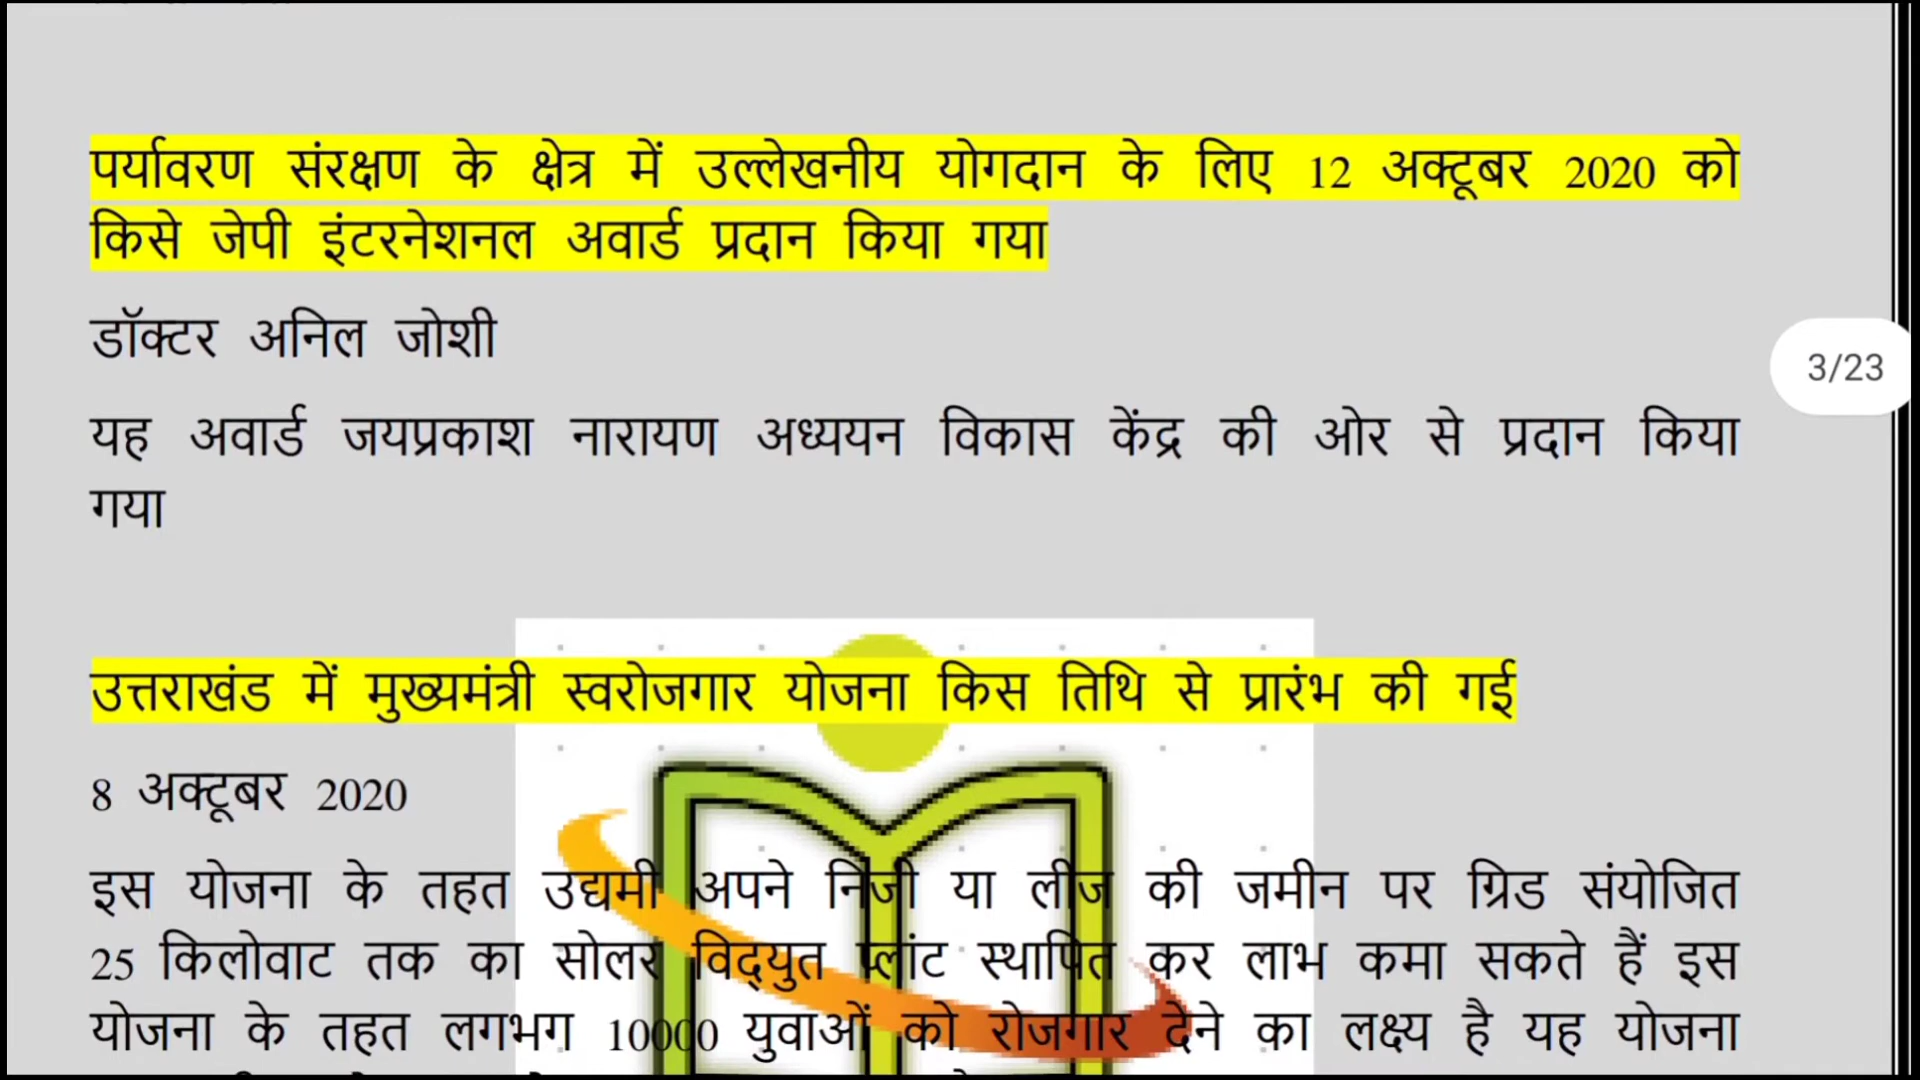 पर्यावरण संरक्षण के क्षेत्र में उल्लेखनीय योगदान के लिए 12 अक्टूबर 2020 को
किसे जेपी इंटरनेशनल अवार्ड प्रदान किया गया
डॉक्टर अनिल जोशी
3/23
यह अवार्ड जयप्रकाश नारायण अध्ययन विकास केंद्र की ओर से प्रदान किया
गया
उत्तराखंड में मुख्यमंत्री स्वरोजगार योजना किस तिथि से प्रारंभ की गई
8 अक्टूबर 2020
इस योजना के तहत उद्यमी अपने निजी या लीज की जमीन पर ग्रिड संयोजित
25 किलोवाट तक का सोलर विद्युत प्लांट स्थापित कर लाभ कमा सकते हैं इस
योजना के तहत लगभग 10000 युवाओं को रोजगार देने का लक्ष्य है यह योजना